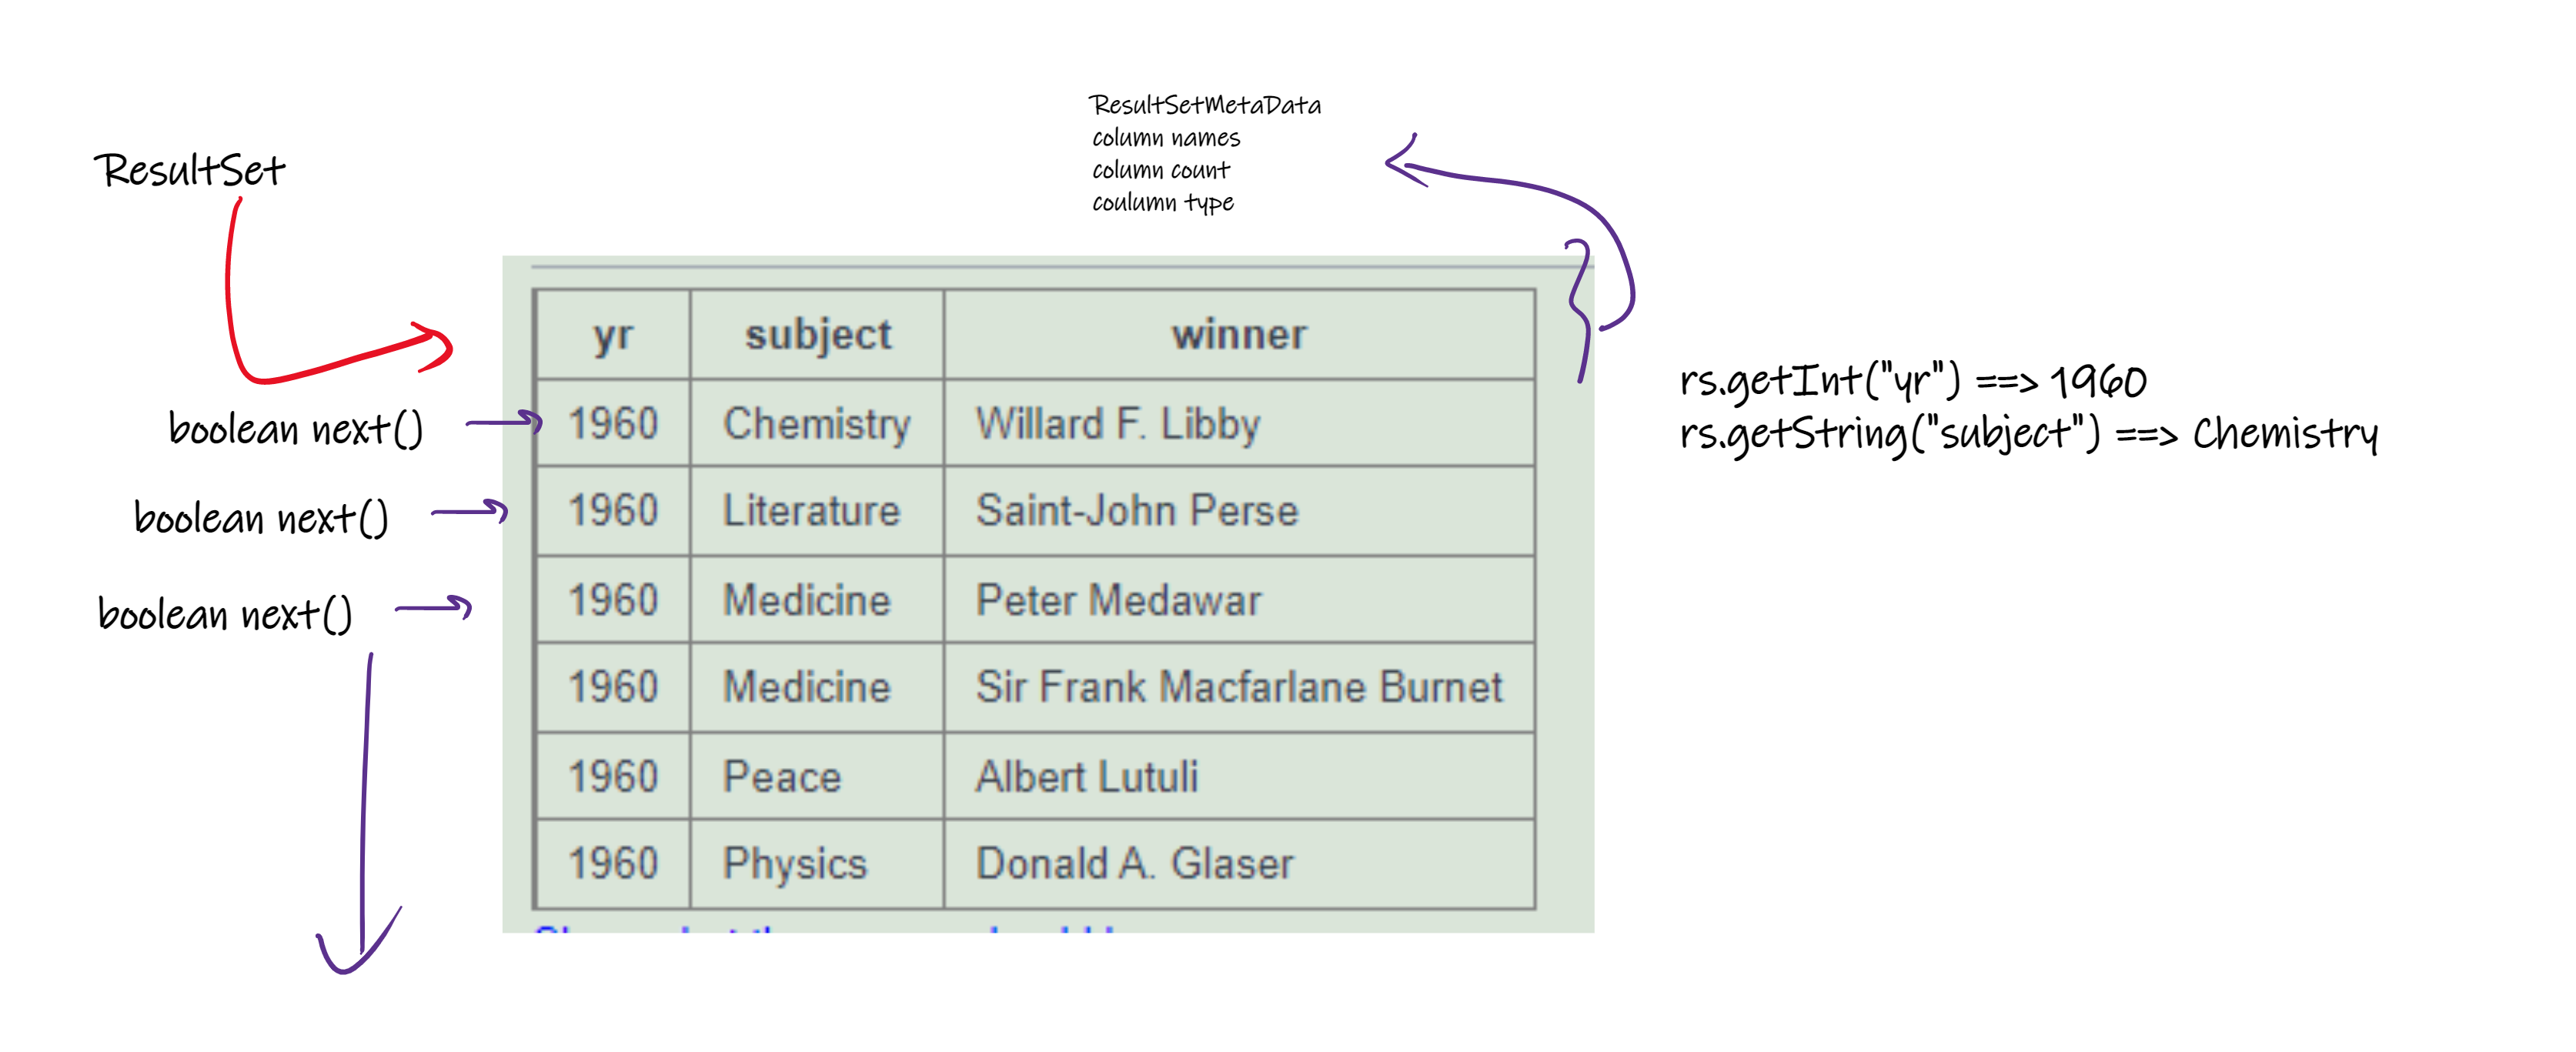 ResultSetMetaData
column names
column count
coulumn type
ResultSet
yr subject winner
1960 Chemistry Willard F. Libby
1960 Literature Saint-John Perse
1960 Medicine Peter Medawar
1960 Medicine Sir Frank Macfarlane Burnet
1960 Peace Albert Lutuli
1960 Physics Donald A. Glaser
boolean next()
boolean next()
boolean next()
rs.getInt("yr") ==> 1960
rs.getString("subject") ==> Chemistry